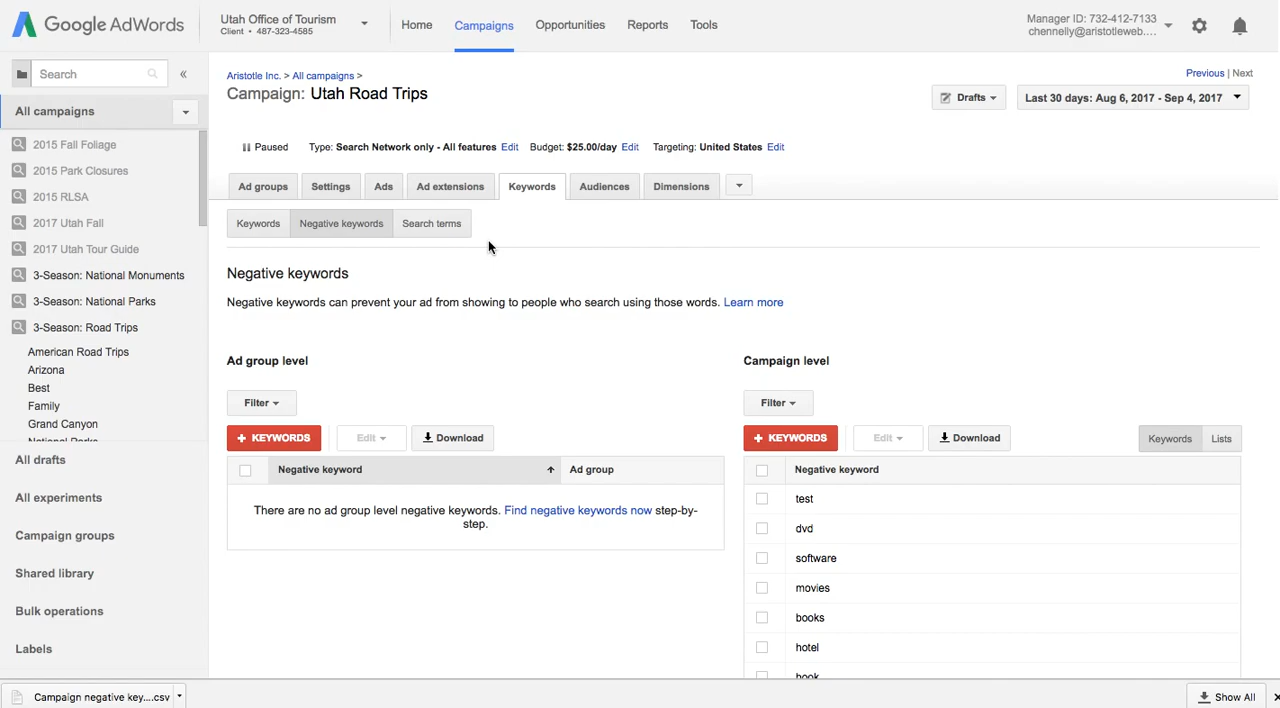 Google AdWords
Utah Office of Tourism
Client • 487-323-4585
Home
Campaigns
Opportunities
Reports
Tools
Manager ID: 732-412-7133
chennelly@aristotleweb....
Search
«
All campaigns
2015 Fall Foliage
2015 Park Closures
2015 RLSA
2017 Utah Fall
2017 Utah Tour Guide
3-Season: National Monuments
3-Season: National Parks
3-Season: Road Trips
American Road Trips
Arizona
Best
Family
Grand Canyon
National Parks
All drafts
All experiments
Campaign groups
Shared library
Bulk operations
Labels
Aristotle Inc. > All campaigns >
Campaign: Utah Road Trips
Previous | Next
Drafts
Last 30 days: Aug 6, 2017 - Sep 4, 2017
Paused Type: Search Network only - All features Edit Budget: $25.00/day Edit Targeting: United States Edit
Ad groups
Settings
Ads
Ad extensions
Keywords
Audiences
Dimensions
Keywords
Negative keywords
Search terms
Negative keywords
Negative keywords can prevent your ad from showing to people who search using those words. Learn more
Ad group level
Filter
+ KEYWORDS
Edit
Download
Negative keyword
Ad group
There are no ad group level negative keywords. Find negative keywords now step-by-
step.
Campaign level
Filter
+ KEYWORDS
Edit
Download
Keywords
Lists
Negative keyword
test
dvd
software
movies
books
hotel
book
Campaign negative key....csv
Show All